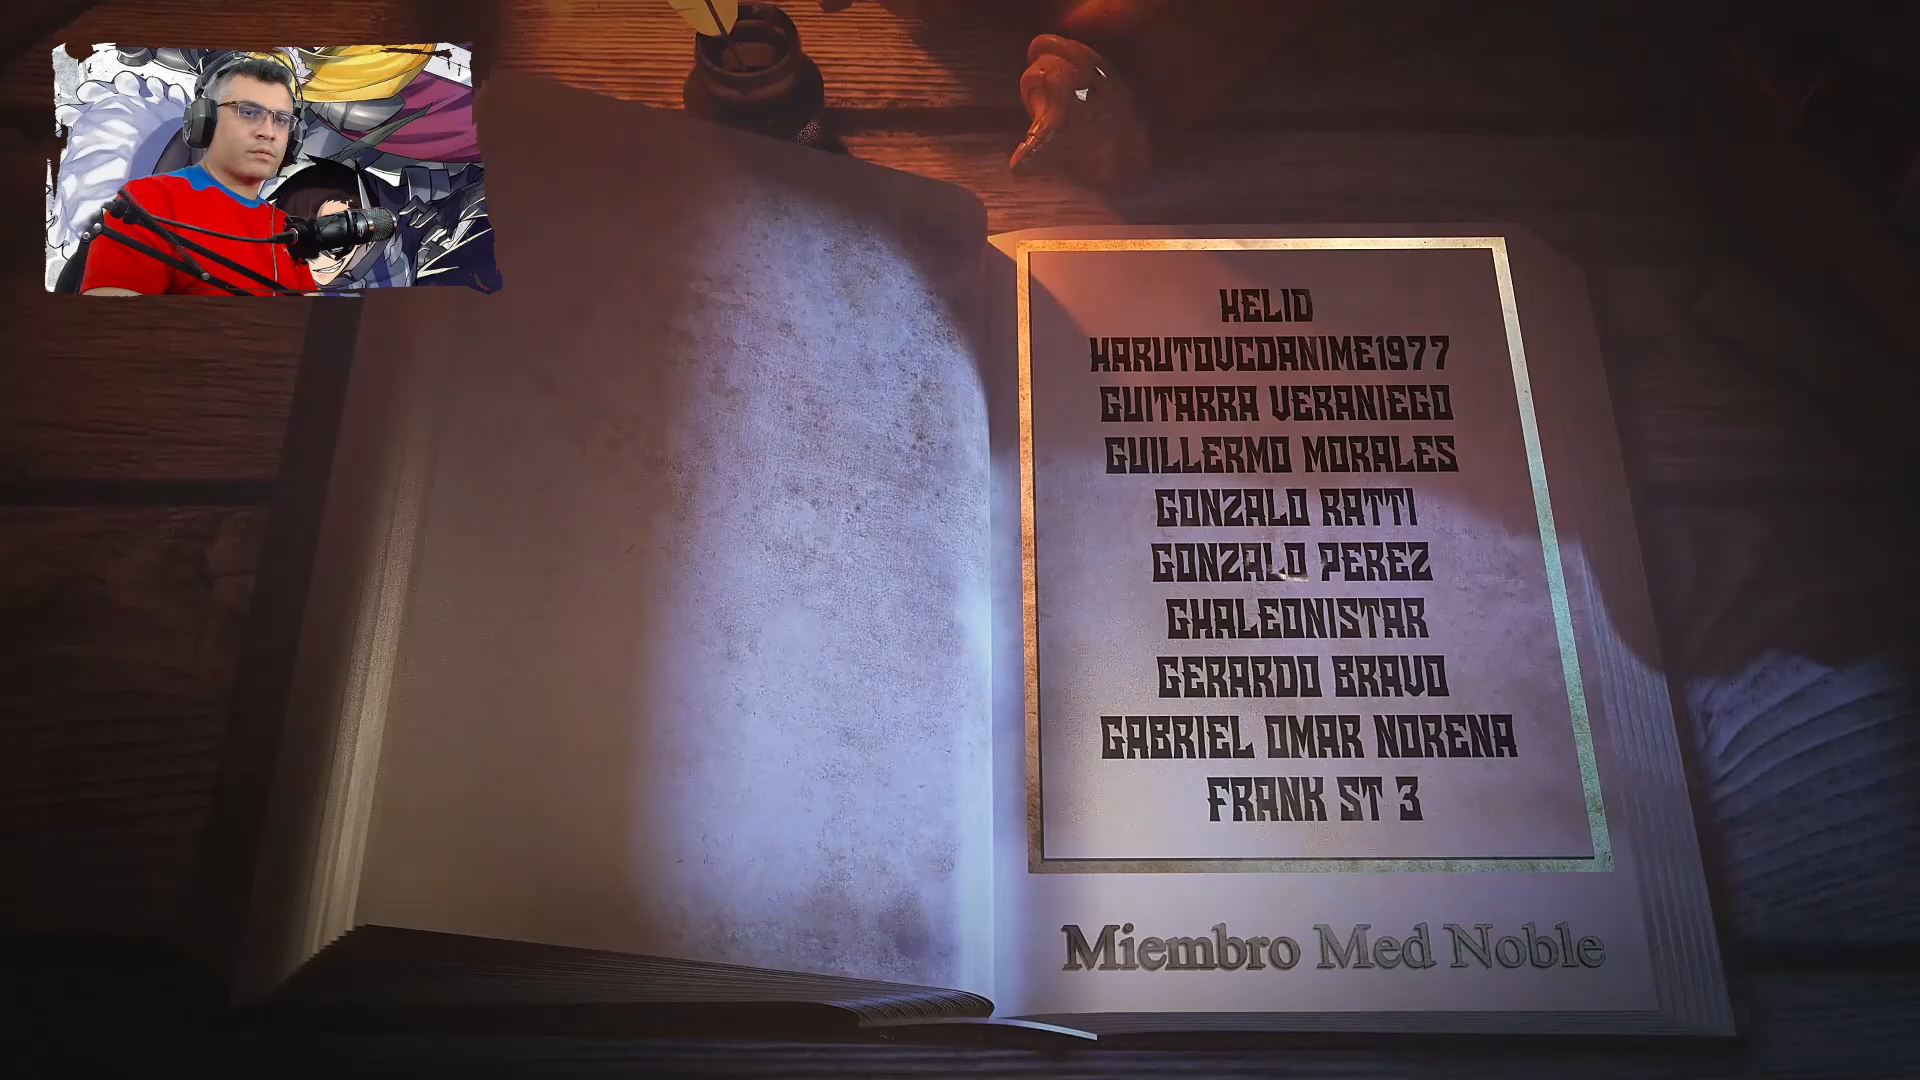 HELIO
HARUTOVCDANIME1977
GUITARRA VERANIEGO
GUILLERMO MORALES
GONZALO RATTI
GONZALO PEREZ
GHALEONISTAR
GERARDO BRAVO
GABRIEL OMAR NORENA
FRANK ST 3
Miembro Med Noble